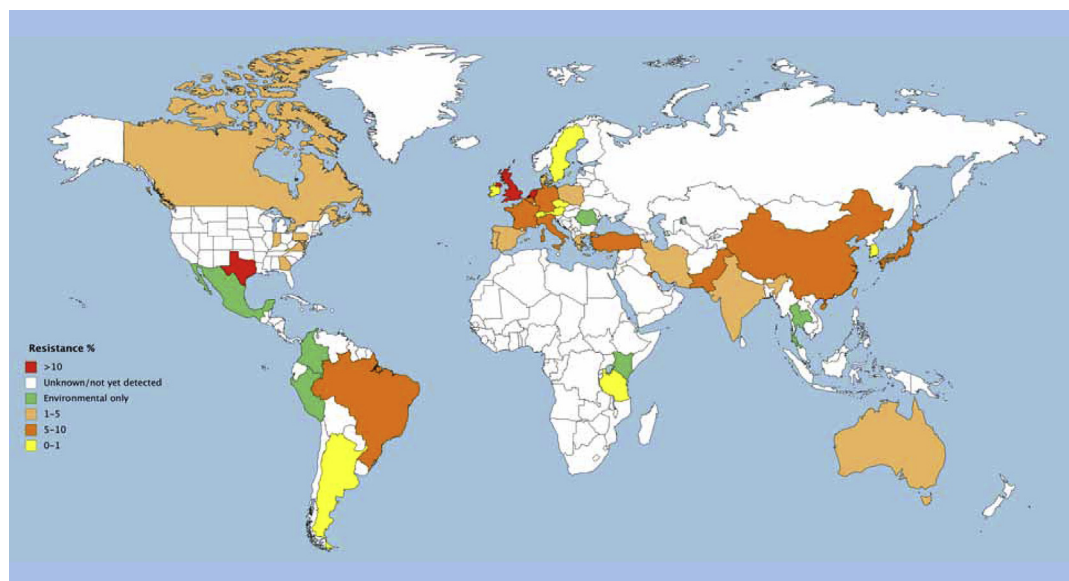 Resistance %
>10
Unknown/not yet detected
Environmental only
1–5
5–10
0–1